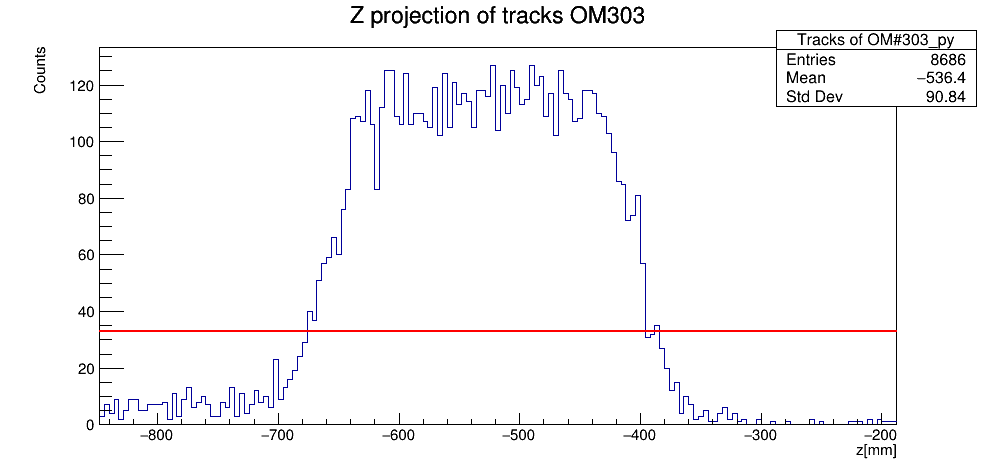 Z projection of tracks OM303
Tracks of OM#303_py
Entries 8686
Mean −536.4
Std Dev 90.84
Counts
120
100
80
60
40
20
0
−800 −700 −600 −500 −400 −300 −200
z[mm]